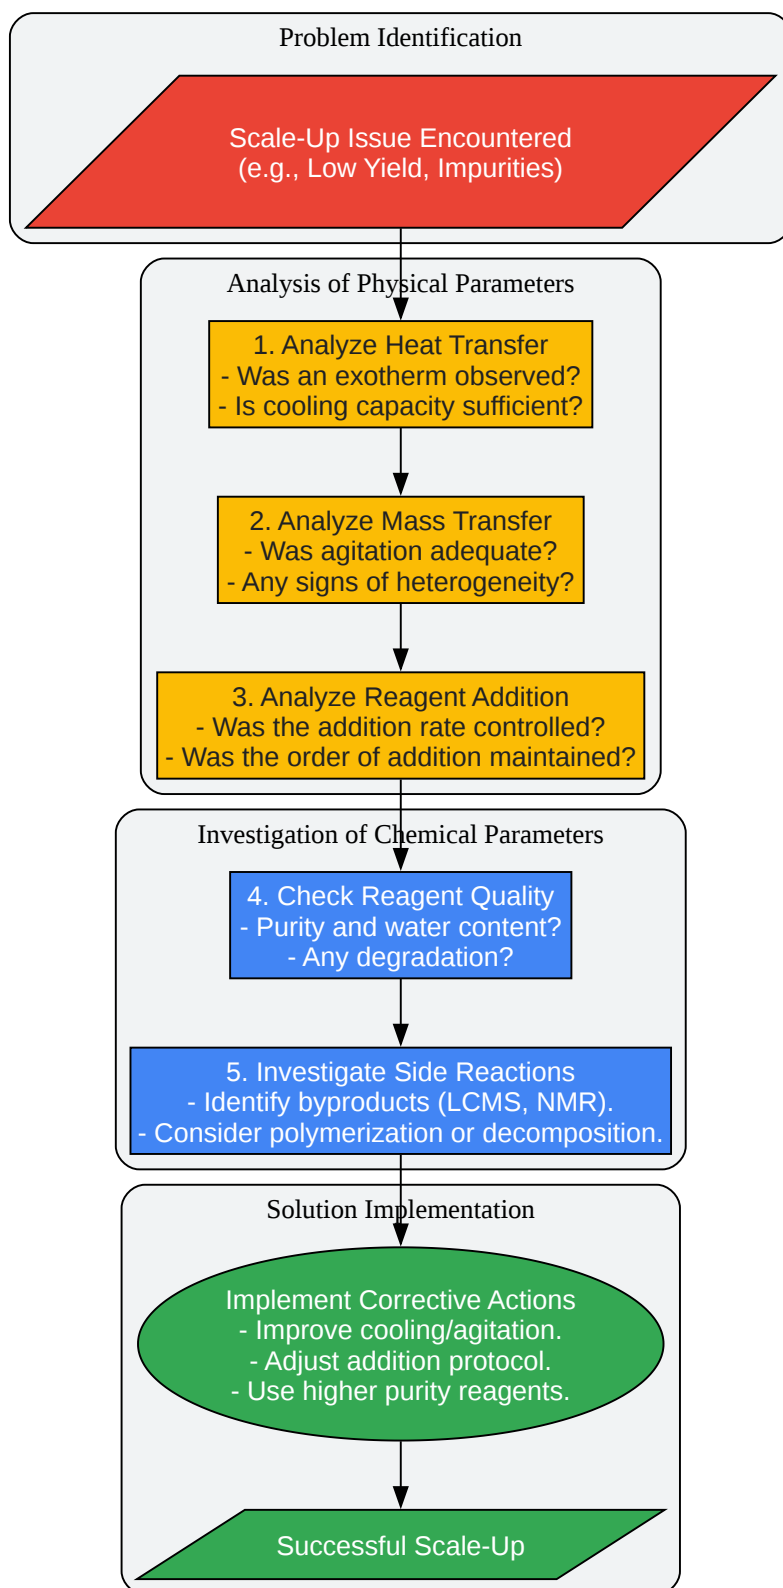 Problem Identification
Scale-Up Issue Encountered
(e.g., Low Yield, Impurities)
Analysis of Physical Parameters
1. Analyze Heat Transfer
- Was an exotherm observed?
- Is cooling capacity sufficient?
2. Analyze Mass Transfer
- Was agitation adequate?
- Any signs of heterogeneity?
3. Analyze Reagent Addition
- Was the addition rate controlled?
- Was the order of addition maintained?
Investigation of Chemical Parameters
4. Check Reagent Quality
- Purity and water content?
- Any degradation?
5. Investigate Side Reactions
- Identify byproducts (LCMS, NMR).
- Consider polymerization or decomposition.
Solution Implementation
Implement Corrective Actions
- Improve cooling/agitation.
- Adjust addition protocol.
- Use higher purity reagents.
Successful Scale-Up